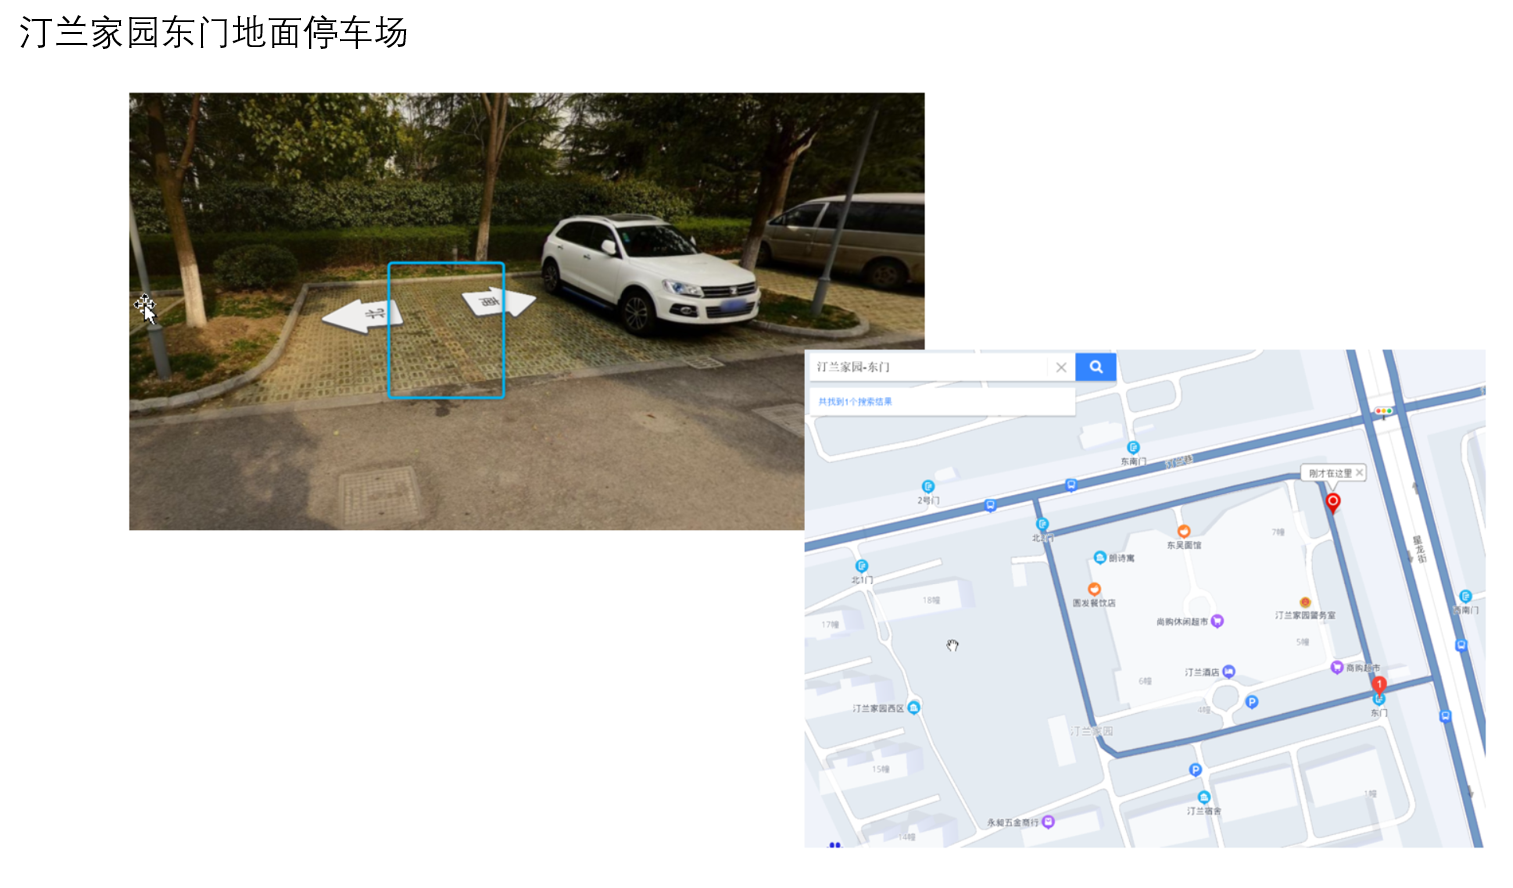 汀兰家园东门地面停车场
北
南
汀兰家园-东门
共找到1个搜索结果
东南门
2号门
刚才在这里
北2门
7幢
东吴面馆
朗诗寓
星龙街
北1门
圆发餐饮店
18幢
汀兰家园警务室
西南门
尚购休闲超市
17幢
5幢
汀兰酒店
商购超市
6幢
1
P
汀兰家园西区
4幢
东门
汀兰家园
15幢
P
1幢
汀兰宿舍
永昶五金商行
14幢